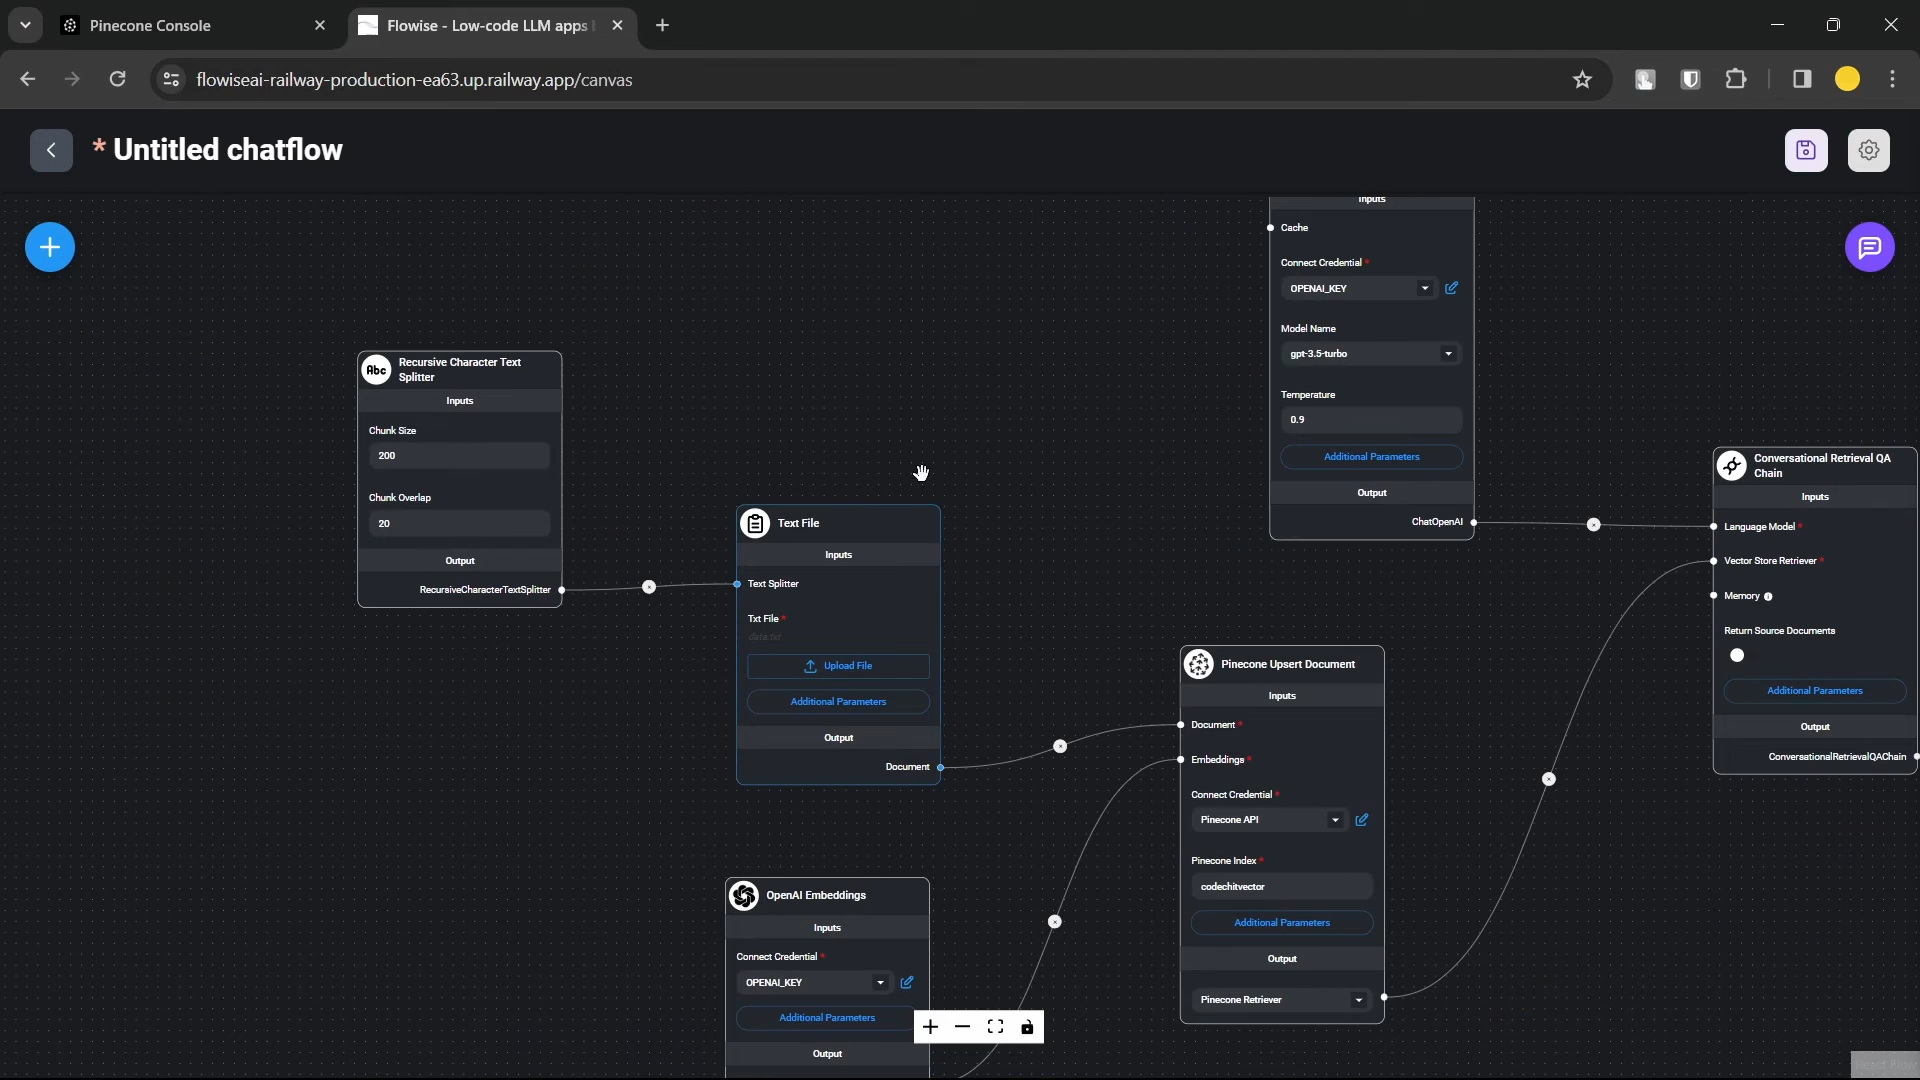 Pinecone Console
Flowise - Low-code LLM apps
flowiseai-railway-production-ea63.up.railway.app/canvas
* Untitled chatflow
Inputs
Cache
Connect Credential *
OPENAI_KEY
Model Name
gpt-3.5-turbo
Temperature
0.9
Additional Parameters
Output
ChatOpenAI
Abc
Recursive Character Text
Splitter
Inputs
Chunk Size
200
Chunk Overlap
20
Output
RecursiveCharacterTextSplitter
Text File
Inputs
Text Splitter
Txt File *
data.txt
Upload File
Additional Parameters
Output
Document
Conversational Retrieval QA
Chain
Inputs
Language Model *
Vector Store Retriever *
Memory
Return Source Documents
Additional Parameters
Output
ConversationalRetrievalQAChain
Pinecone Upsert Document
Inputs
Document *
Embeddings *
Connect Credential *
Pinecone API
Pinecone Index *
codechitvector
Additional Parameters
Output
Pinecone Retriever
OpenAI Embeddings
Inputs
Connect Credential *
OPENAI_KEY
Additional Parameters
Output
React Flow